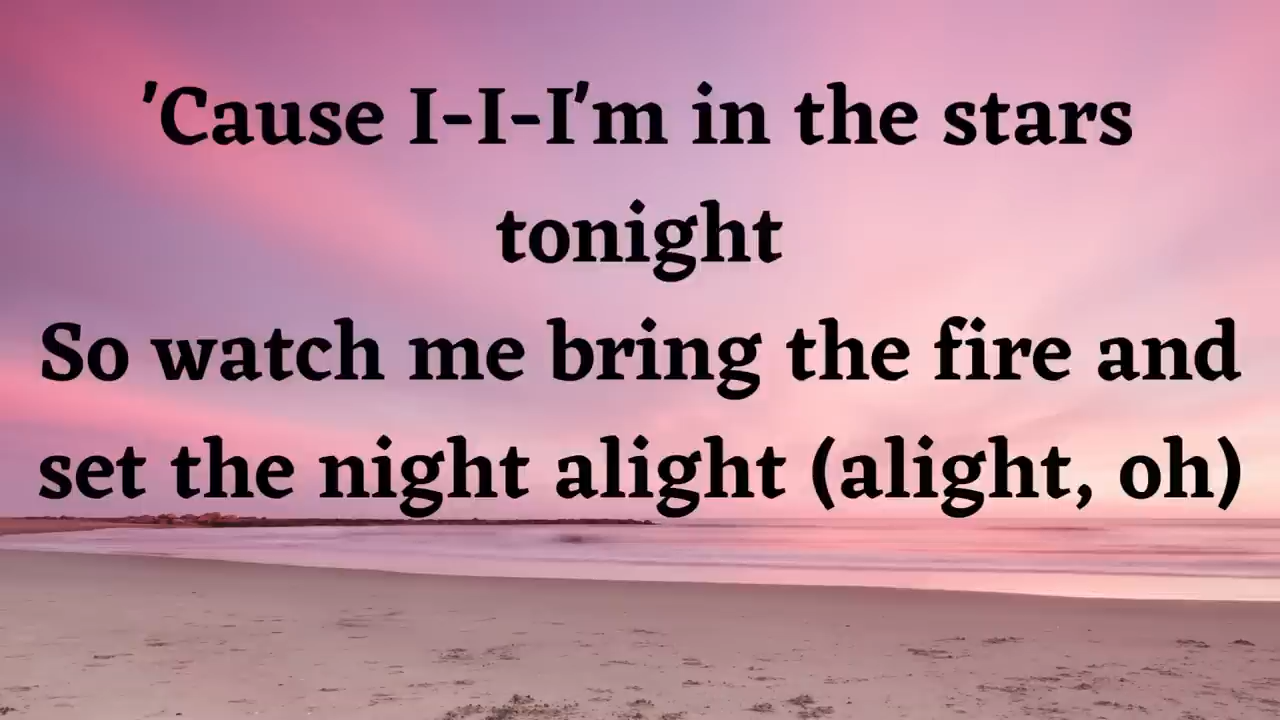 'Cause I-I-I'm in the stars
tonight
So watch me bring the fire and
set the night alight (alight, oh)